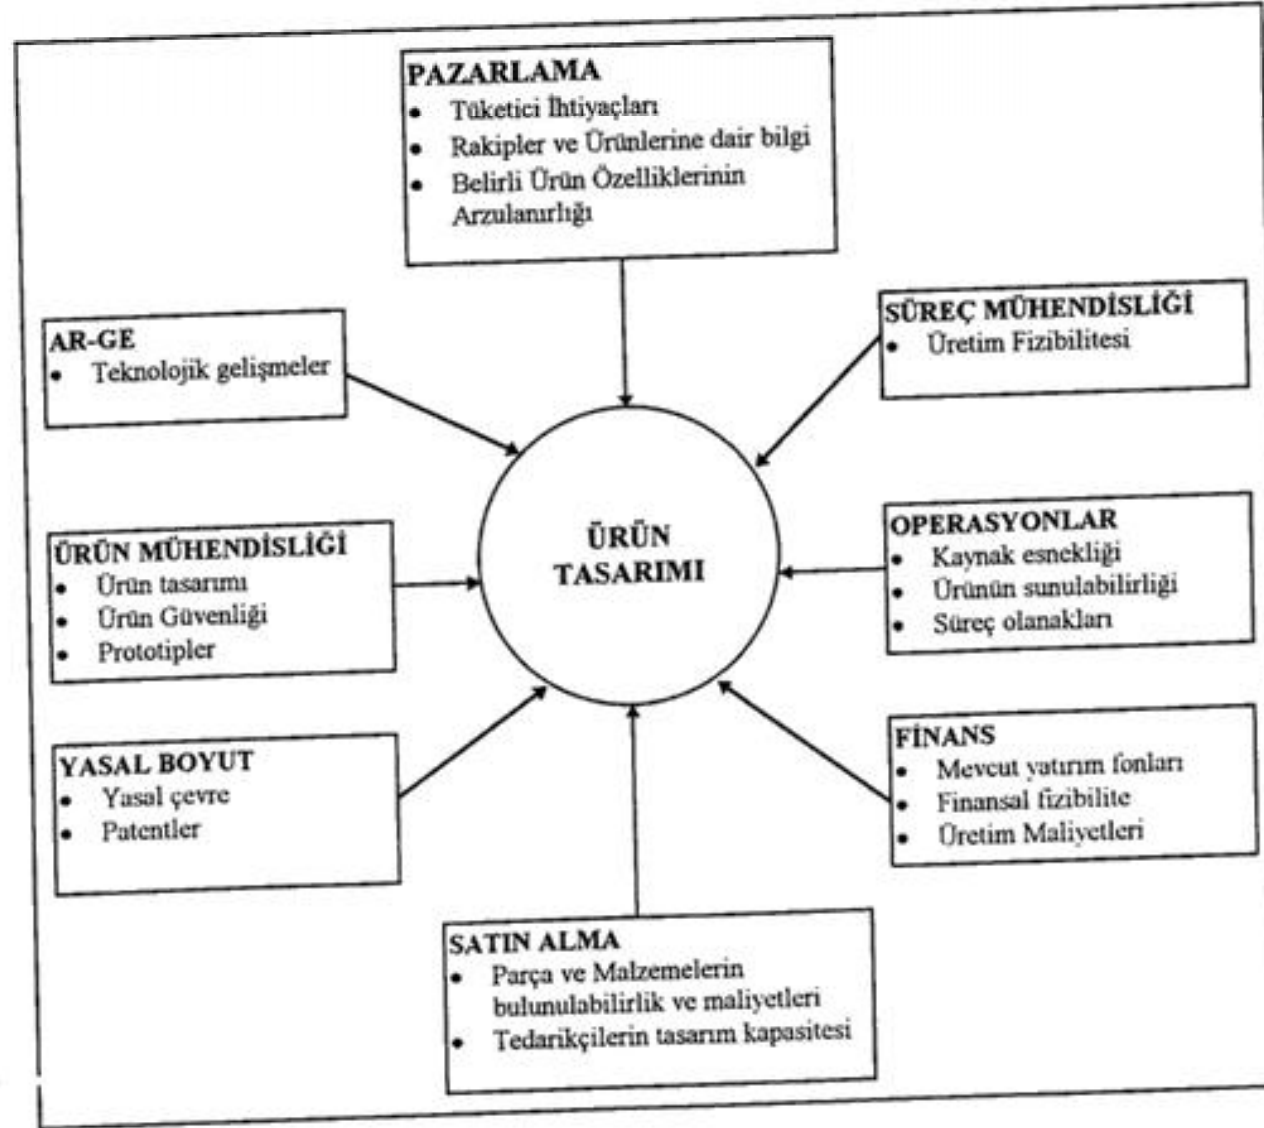 PAZARLAMA
• Tüketici İhtiyaçları
• Rakipler ve Ürünlerine dair bilgi
• Belirli Ürün Özelliklerinin
Arzulanırlığı
AR-GE
• Teknolojik gelişmeler
SÜREÇ MÜHENDİSLİĞİ
• Üretim Fizibilitesi
ÜRÜN MÜHENDİSLİĞİ
• Ürün tasarımı
• Ürün Güvenliği
• Prototipler
ÜRÜN
TASARIMI
OPERASYONLAR
• Kaynak esnekliği
• Ürünün sunulabilirliği
• Süreç olanakları
YASAL BOYUT
• Yasal çevre
• Patentler
FİNANS
• Mevcut yatırım fonları
• Finansal fizibilite
• Üretim Maliyetleri
SATIN ALMA
• Parça ve Malzemelerin
bulunulabilirlik ve maliyetleri
• Tedarikçilerin tasarım kapasitesi